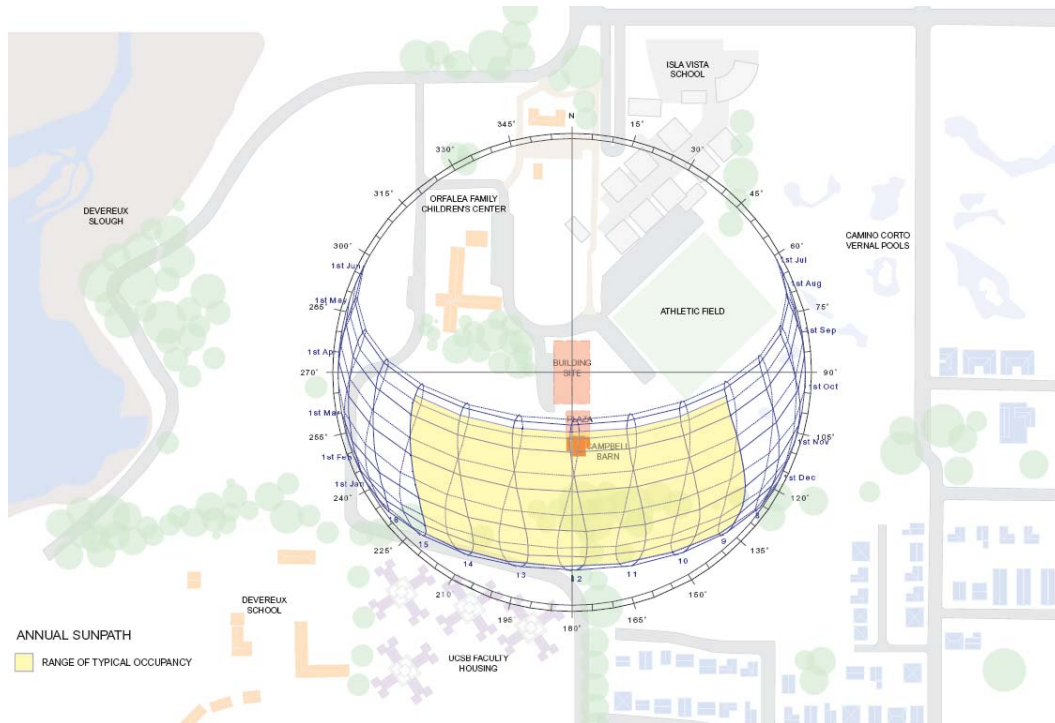 ISLA VISTA
SCHOOL
N
345°
15°
330°
30°
315°
45°
ORFALEA FAMILY
CHILDREN'S CENTER
DEVEREUX
SLOUGH
CAMINO CORTO
VERNAL POOLS
300°
60°
1st Jun
1st Jul
1st May
1st Aug
285°
75°
ATHLETIC FIELD
1st Sep
1st Ap
BUILDING
SITE
270°
90°
1st Oct
1st Mar
PLAZA
255°
105°
1st Nov
CAMPBELL
BARN
1st Feb
1st Jan
1st Dec
240°
120°
16
8
15
9
225°
135°
14
10
13
12
11
210
150°
195
165°
180°
DEVEREUX
SCHOOL
ANNUAL SUNPATH
RANGE OF TYPICAL OCCUPANCY
UCSB FACULTY
HOUSING